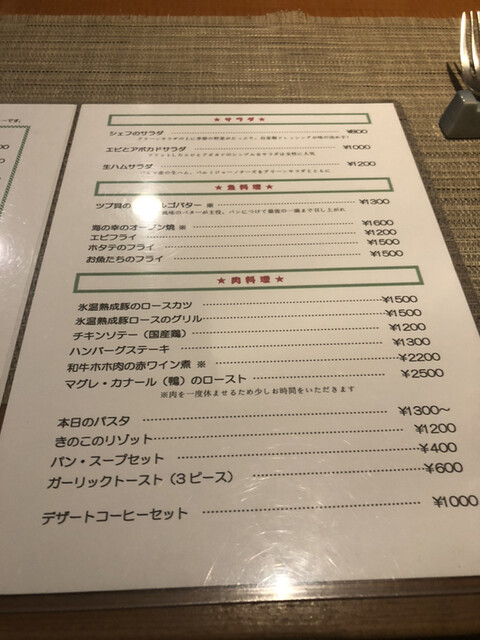 ーです。
★サラダ★
シェフのサラダ ¥800
エビとアボカドサラダ ¥1000
生ハムサラダ ¥1200
★魚料理★
ツブ貝の ルゴバター ※ ¥1300
海の幸のオーブン焼 ※ ¥1600
エビフライ ¥1200
ホタテのフライ ¥1500
お魚たちのフライ ¥1500
★肉料理★
氷温熟成豚のロースカツ ¥1500
氷温熟成豚ロースのグリル ¥1500
チキンソテー（国産鶏） ¥1200
ハンバーグステーキ ¥1300
和牛ホホ肉の赤ワイン煮 ※ ¥2200
マグレ・カナール（鴨）のロースト ¥2500
※肉を一度休ませるため少しお時間をいただきます
本日のパスタ ¥1300～
きのこのリゾット ¥1200
パン・スープセット ¥400
ガーリックトースト（3ピース） ¥600
デザートコーヒーセット ¥1000